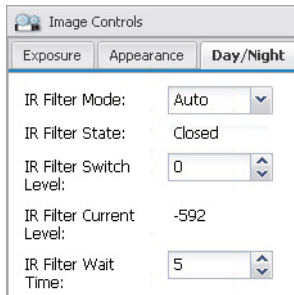 Image Controls
Exposure Appearance Day/Night
IR Filter Mode: Auto
IR Filter State: Closed
IR Filter Switch Level: 0
IR Filter Current Level: -592
IR Filter Wait Time: 5